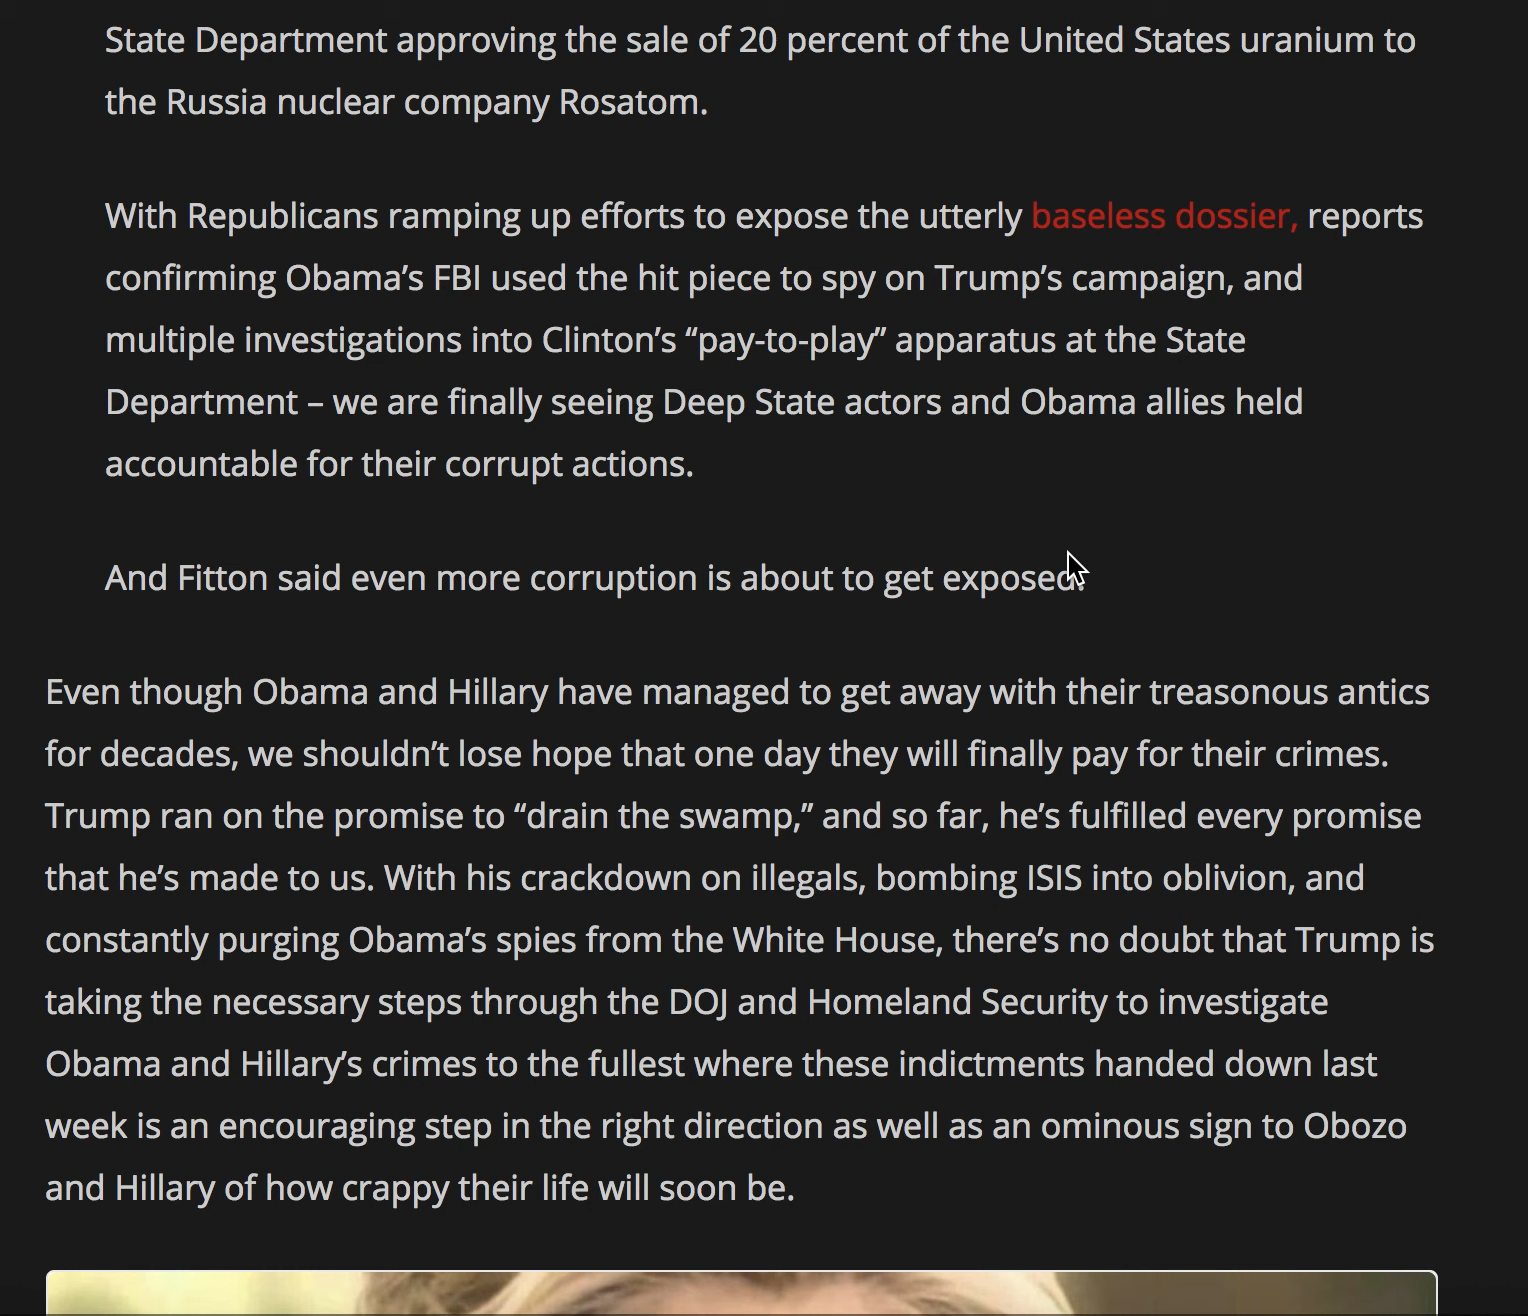 State Department approving the sale of 20 percent of the United States uranium to
the Russia nuclear company Rosatom.
With Republicans ramping up efforts to expose the utterly baseless dossier, reports
confirming Obama’s FBI used the hit piece to spy on Trump’s campaign, and
multiple investigations into Clinton’s “pay-to-play” apparatus at the State
Department – we are finally seeing Deep State actors and Obama allies held
accountable for their corrupt actions.
And Fitton said even more corruption is about to get exposed.
Even though Obama and Hillary have managed to get away with their treasonous antics
for decades, we shouldn’t lose hope that one day they will finally pay for their crimes.
Trump ran on the promise to “drain the swamp,” and so far, he’s fulfilled every promise
that he’s made to us. With his crackdown on illegals, bombing ISIS into oblivion, and
constantly purging Obama’s spies from the White House, there’s no doubt that Trump is
taking the necessary steps through the DOJ and Homeland Security to investigate
Obama and Hillary’s crimes to the fullest where these indictments handed down last
week is an encouraging step in the right direction as well as an ominous sign to Obozo
and Hillary of how crappy their life will soon be.